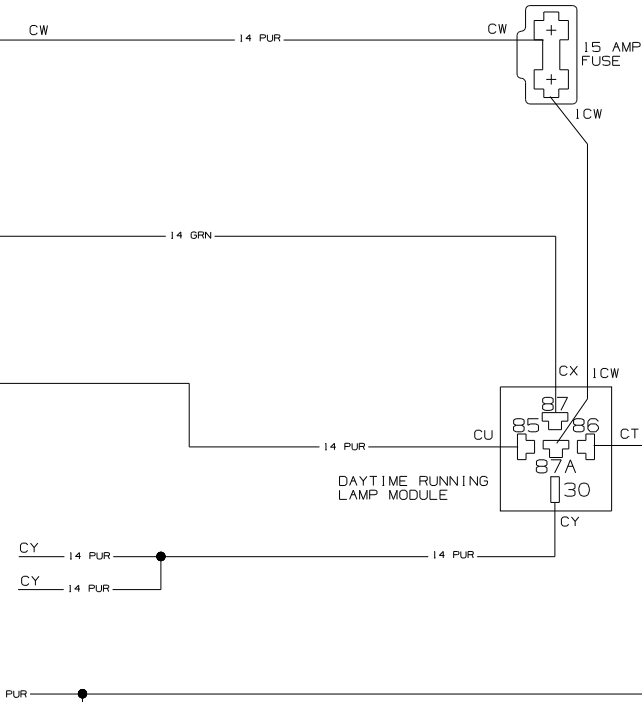 CW
14 PUR
CW
15 AMP
FUSE
1CW
14 GRN
CX
1CW
87
85
86
CU
CT
14 PUR
87A
DAYTIME RUNNING
LAMP MODULE
30
CY
CY
14 PUR
14 PUR
CY
14 PUR
PUR